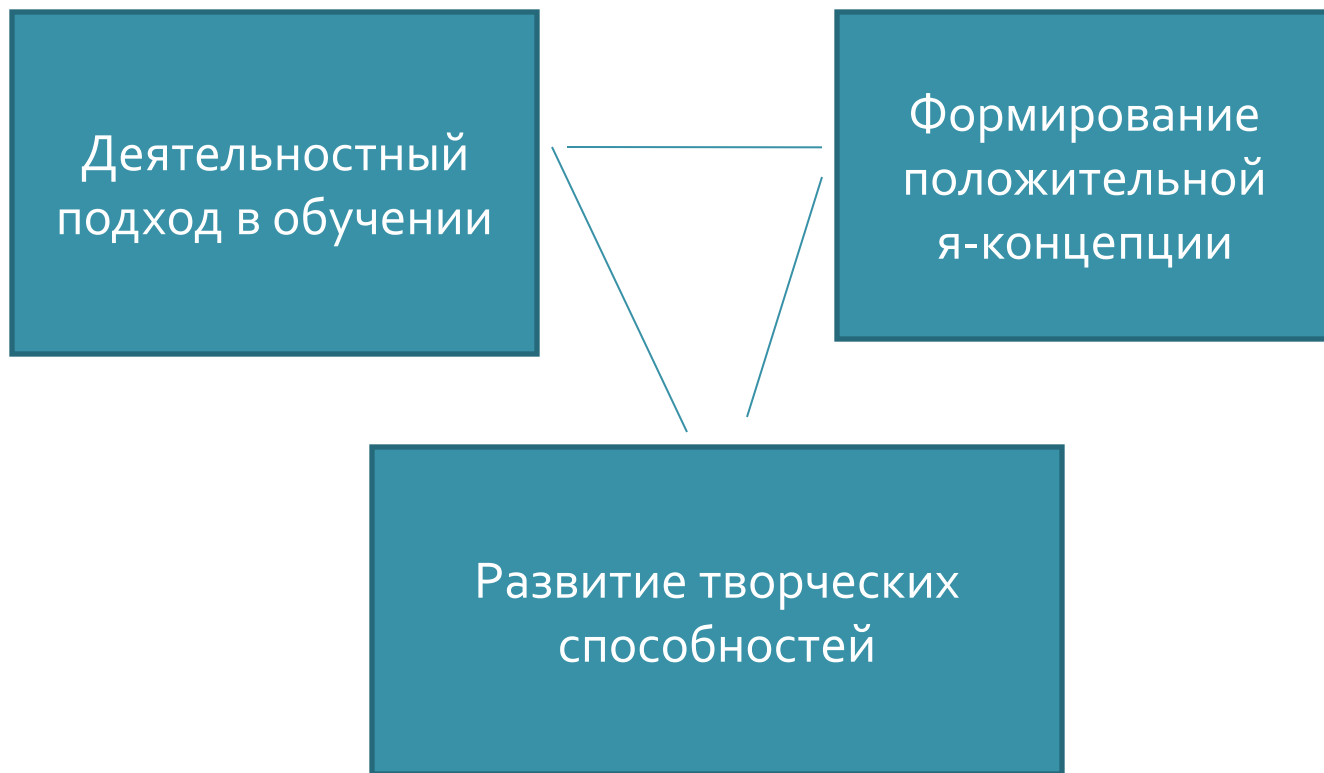 Деятельностный
подход в обучении
Формирование
положительной
я-концепции
Развитие творческих
способностей